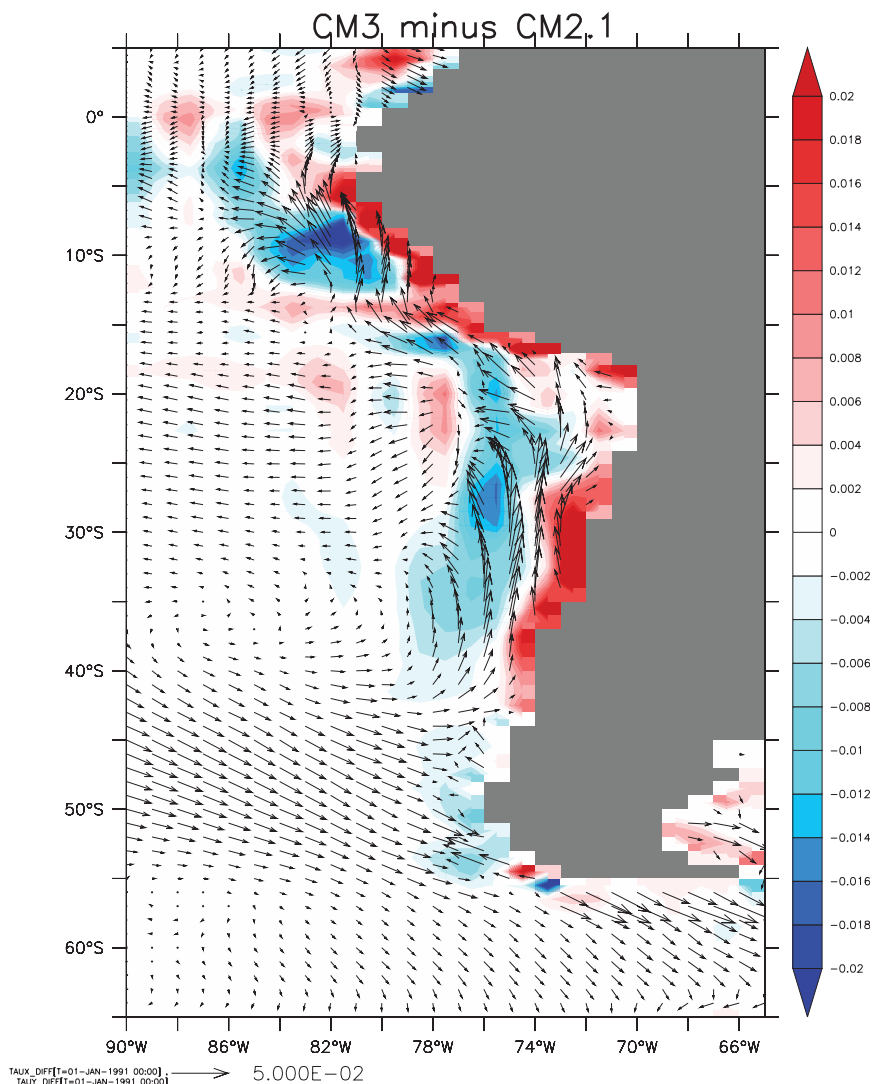 CM3 minus CM2.1
0°
10°S
20°S
30°S
40°S
50°S
60°S
90°W 86°W 82°W 78°W 74°W 70°W 66°W
0.02
0.018
0.016
0.014
0.012
0.01
0.008
0.006
0.004
0.002
0
−0.002
−0.004
−0.006
−0.008
−0.01
−0.012
−0.014
−0.016
−0.018
−0.02
TAUX_DIFF[T=01-JAN-1991 00:00]
TAUY_DIFF[T=01-JAN-1991 00:00]
5.000E-02